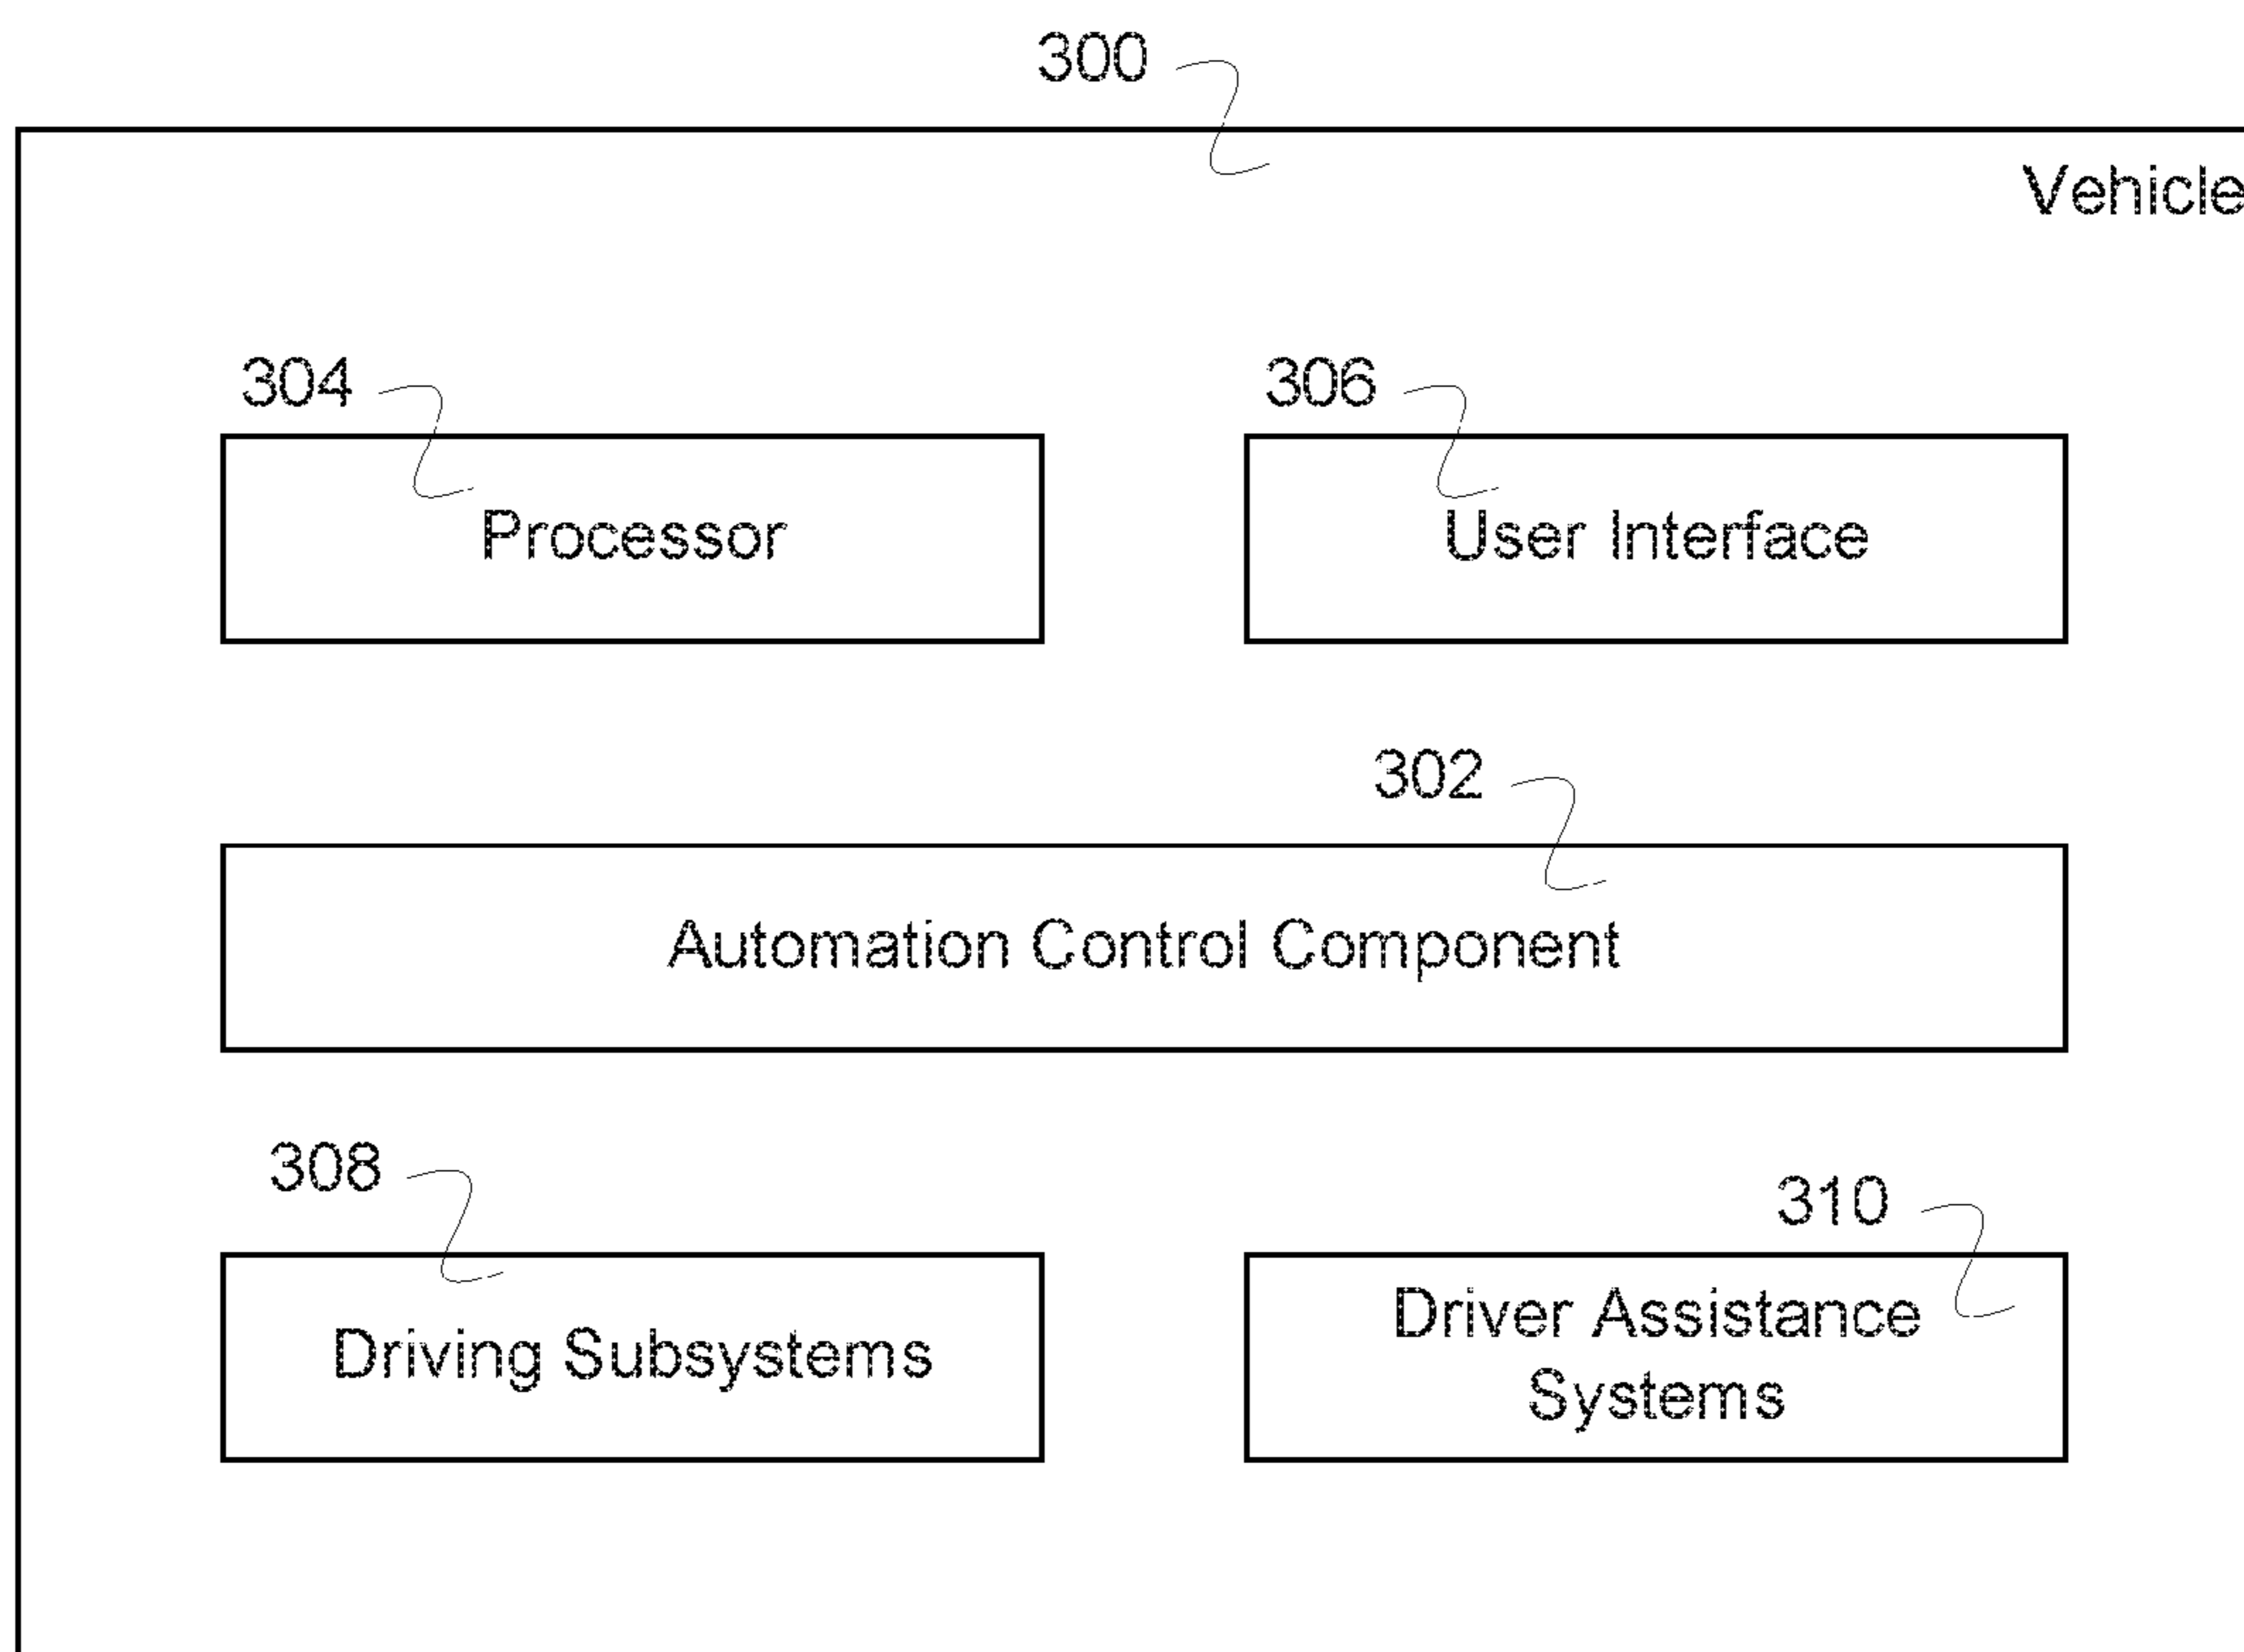 300
Vehicle
304
306
Processor
User Interface
302
Automation Control Component
308
310
Driving Subsystems
Driver Assistance
Systems